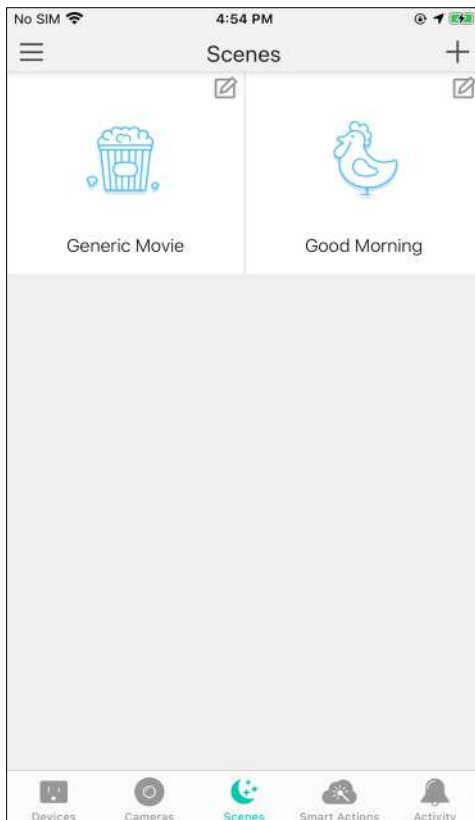 No SIM 4:54 PM
Scenes
Generic Movie Good Morning
Devices Cameras Scenes Smart Actions Activity